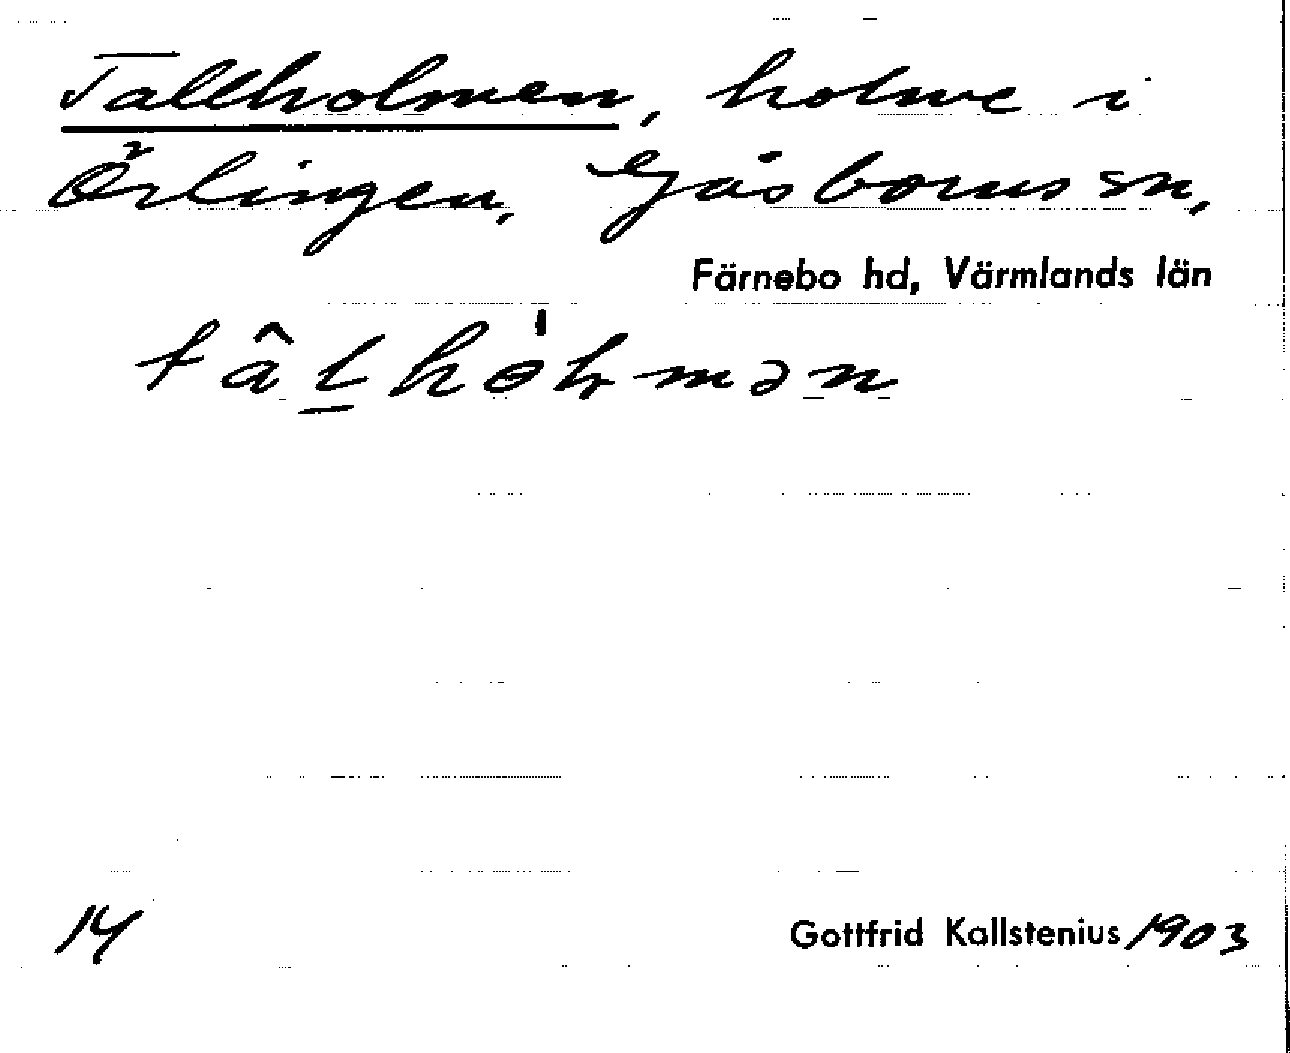 Tallholmen, holme i
Örlingen, Gåsborns sn,
Färnebo hd, Värmlands län
14
Gottfrid Kallstenius 1903